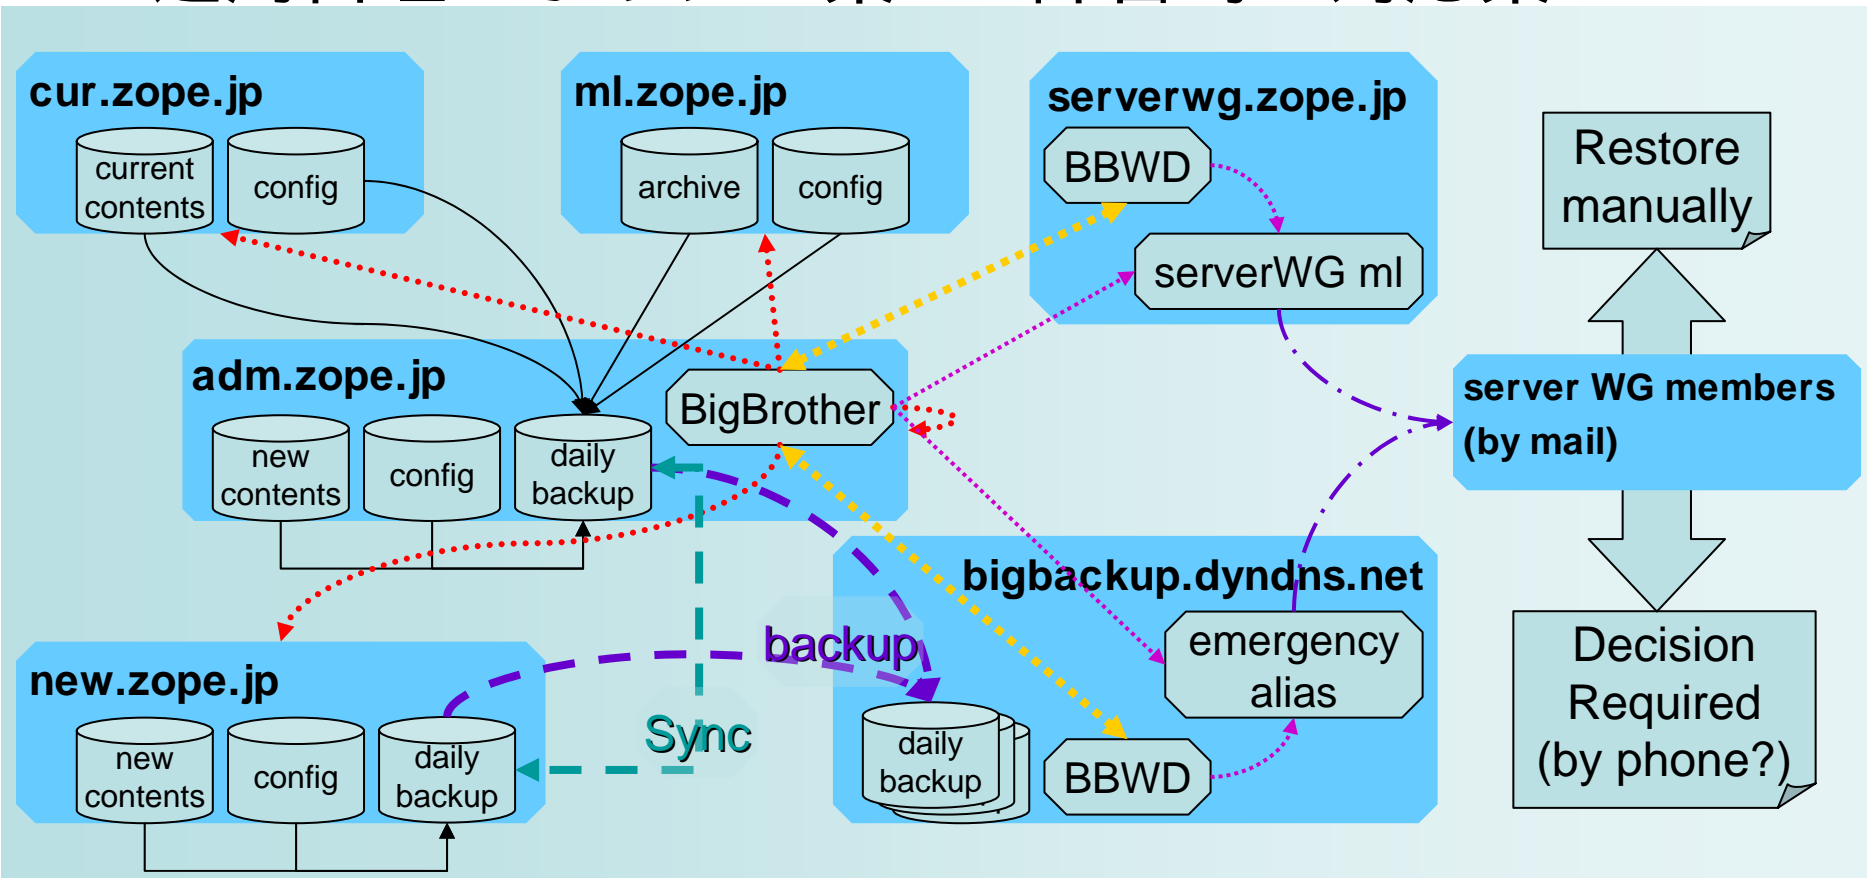 cur.zope.jp
current
contents
config
ml.zope.jp
archive
config
serverwg.zope.jp
BBWD
serverWG ml
Restore
manually
adm.zope.jp
new
contents
config
daily
backup
BigBrother
server WG members
(by mail)
bigbackup.dyndns.net
emergency
alias
daily
backup
BBWD
Decision
Required
(by phone?)
backup
Sync
new.zope.jp
new
contents
config
daily
backup